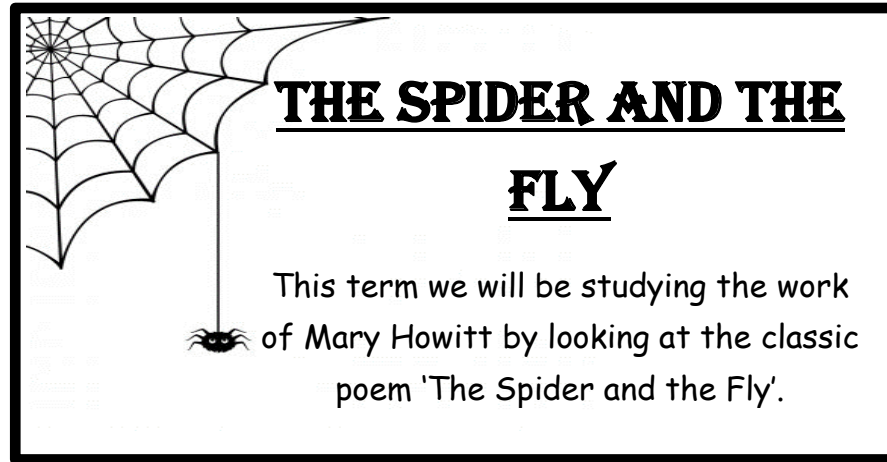 THE SPIDER AND THE
FLY
This term we will be studying the work
of Mary Howitt by looking at the classic
poem ‘The Spider and the Fly’.